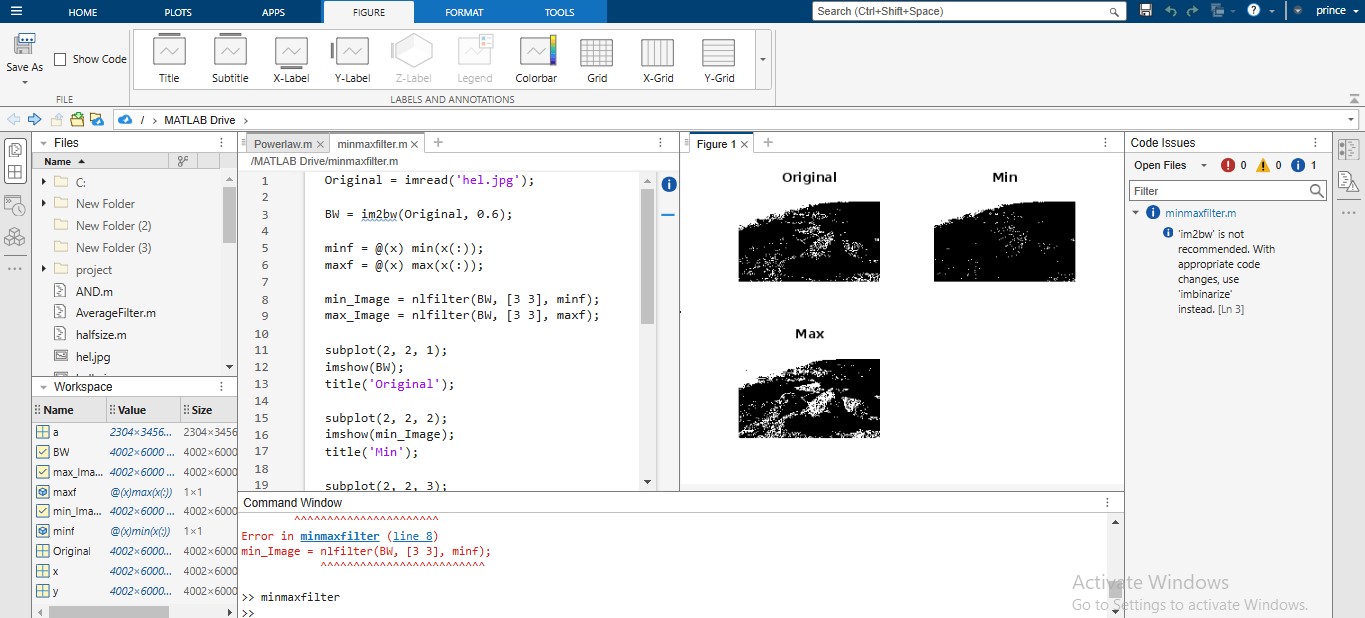 HOME PLOTS APPS FIGURE FORMAT TOOLS Search (Ctrl+Shift+Space) prince
Save As Show Code Title Subtitle X-Label Y-Label Z-Label Legend Colorbar Grid X-Grid Y-Grid
FILE LABELS AND ANNOTATIONS
/ > MATLAB Drive >
Files
Name
C:
New Folder
New Folder (2)
New Folder (3)
project
AND.m
AverageFilter.m
halfsize.m
hel.jpg
Workspace
Name Value Size
a 2304×3456... 2304×3456
BW 4002×6000 ... 4002×6000
max_Ima... 4002×6000 ... 4002×6000
maxf @(x)max(x(:)) 1×1
min_Ima... 4002×6000 ... 4002×6000
minf @(x)min(x(:)) 1×1
Original 4002×6000... 4002×6000
x 4002×6000... 4002×6000
y 4002×6000... 4002×6000
Powerlaw.m minmaxfilter.m
/MATLAB Drive/minmaxfilter.m
1 Original = imread('hel.jpg');
2
3 BW = im2bw(Original, 0.6);
4
5 minf = @(x) min(x(:));
6 maxf = @(x) max(x(:));
7
8 min_Image = nlfilter(BW, [3 3], minf);
9 max_Image = nlfilter(BW, [3 3], maxf);
10
11 subplot(2, 2, 1);
12 imshow(BW);
13 title('Original');
14
15 subplot(2, 2, 2);
16 imshow(min_Image);
17 title('Min');
18
19 subplot(2, 2, 3);
Figure 1
Original Min
Max
Command Window
^^^^^^^^^^^^^^^^^^^^^^
Error in minmaxfilter (line 8)
min_Image = nlfilter(BW, [3 3], minf);
^^^^^^^^^^^^^^^^^^^^^^^^^
>> minmaxfilter
>>
Code Issues
Open Files 0 0 1
Filter
minmaxfilter.m
'im2bw' is not
recommended. With
appropriate code
changes, use
'imbinarize'
instead. [Ln 3]
Activate Windows
Go to Settings to activate Windows.